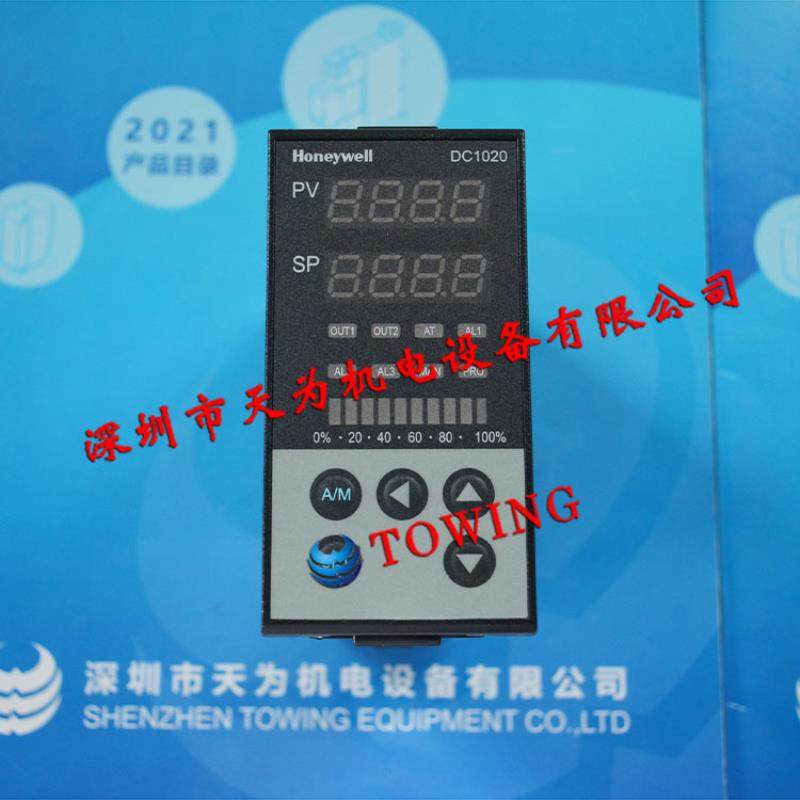 2021
产品目录
Honeywell DC1020
PV 8.8.8.8
SP 8.8.8.8
OUT1 OUT2 AT AL1
AL3 MAN PRO
0% · 20 · 40 · 60 · 80 · 100%
深圳市天为机电设备有限公司
A/M
TOWING
深圳市天为机电设备有限公司
SHENZHEN TOWING EQUIPMENT CO.,LTD